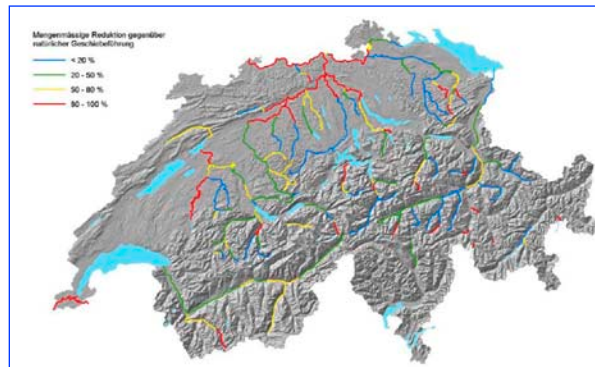 Mengenmässige Reduktion gegenüber
natürlicher Geschiebeführung
< 20 %
20 - 50 %
50 - 80 %
80 - 100 %